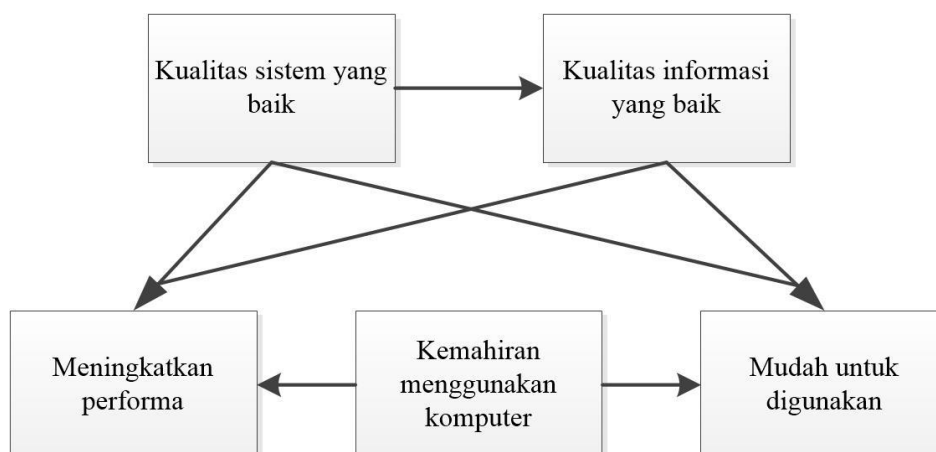 Kualitas sistem yang
baik
Kualitas informasi
yang baik
Meningkatkan
performa
Kemahiran
menggunakan
komputer
Mudah untuk
digunakan